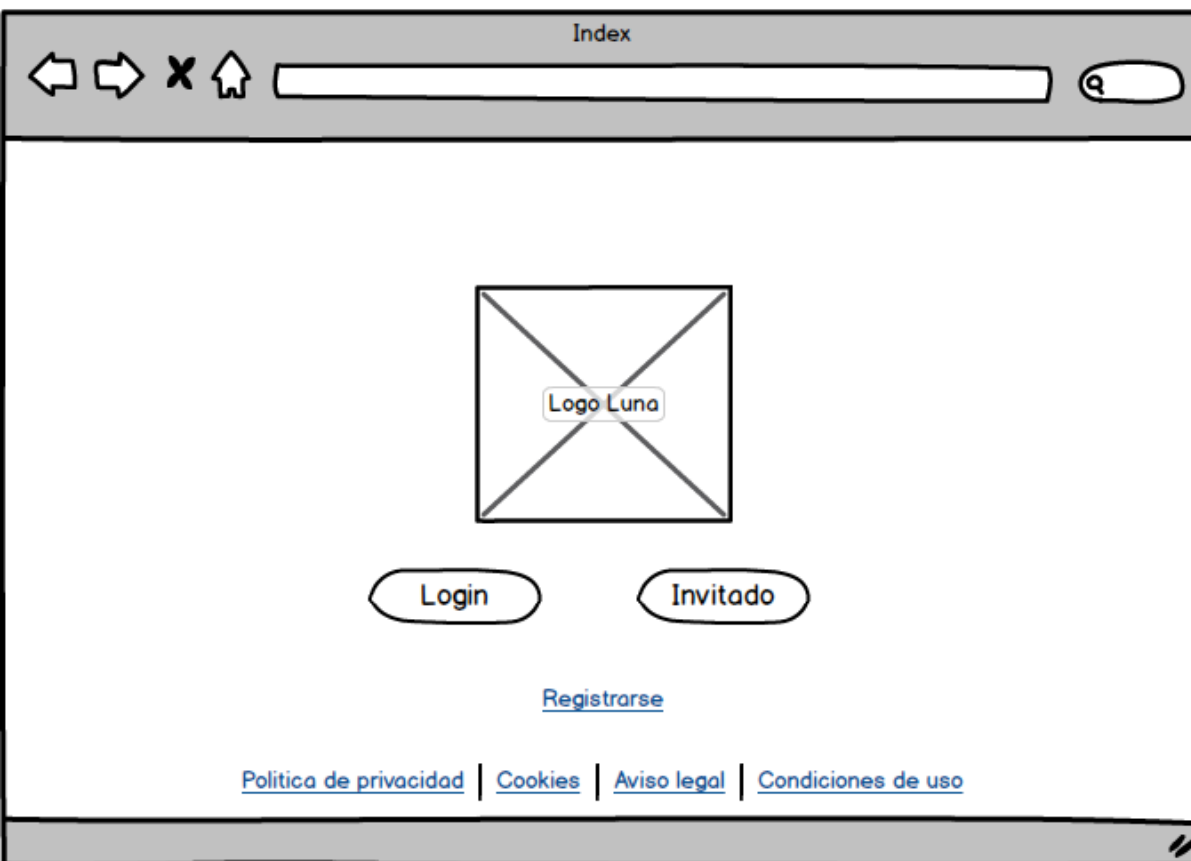 Index
Logo Luna
Login Invitado
Registrarse
Politica de privacidad | Cookies | Aviso legal | Condiciones de uso